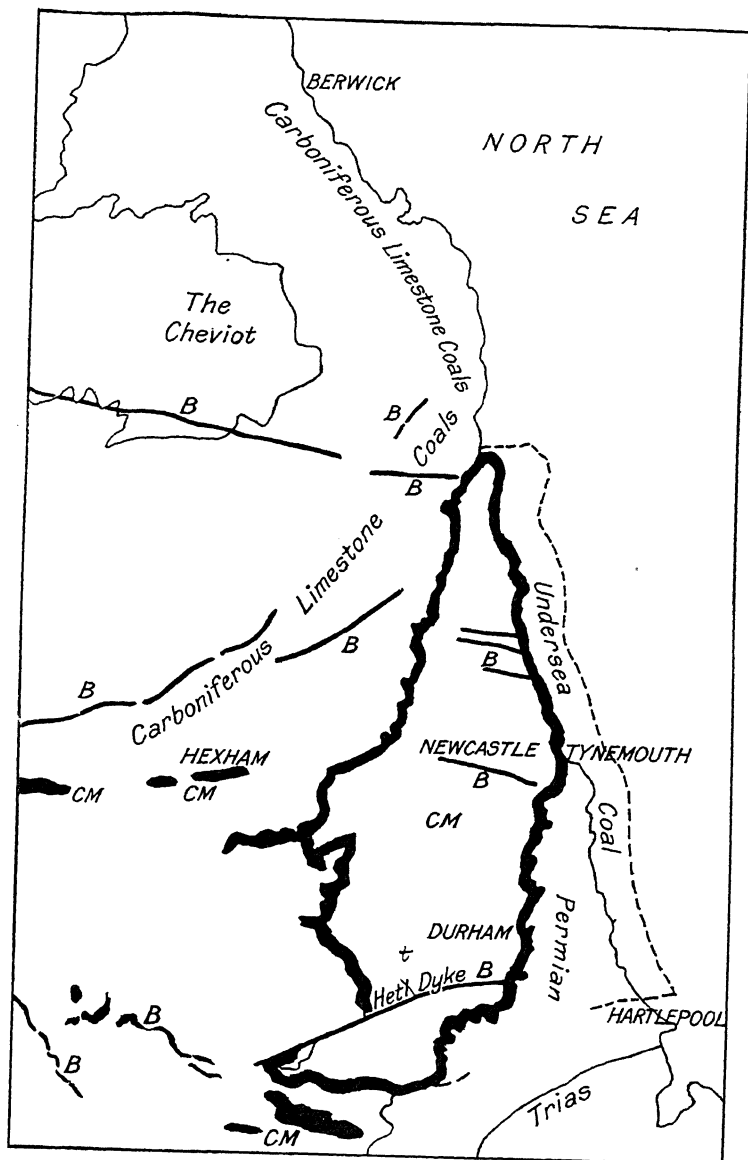 BERWICK
NORTH
SEA
Carboniferous Limestone Coals
The
Cheviot
B
B
Coals
B
Limestone
Undersea
B
B
Carboniferous
B
HEXHAM
NEWCASTLE
TYNEMOUTH
CM
CM
B
CM
Coal
Permian
DURHAM
t
Hett Dyke
B
HARTLEPOOL
B
B
Trias
CM